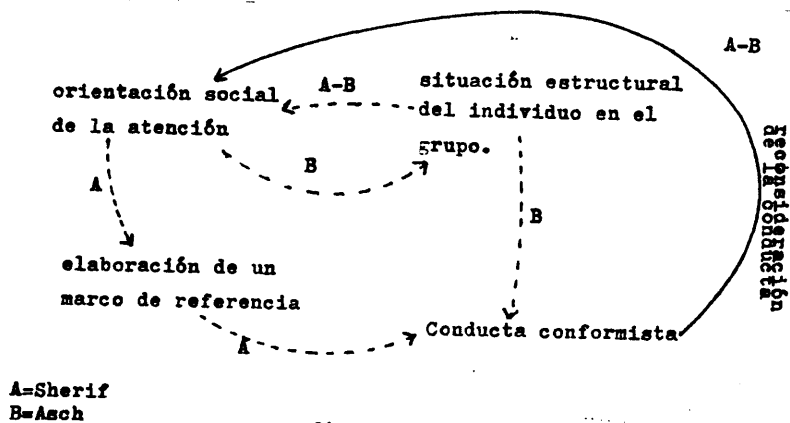 A-B
orientación social
de la atención
A-B
situación estructural
del individuo en el
grupo.
B
A
B
reconsideración
de la conducta
elaboración de un
marco de referencia
A
Conducta conformista
A=Sherif
B=Asch